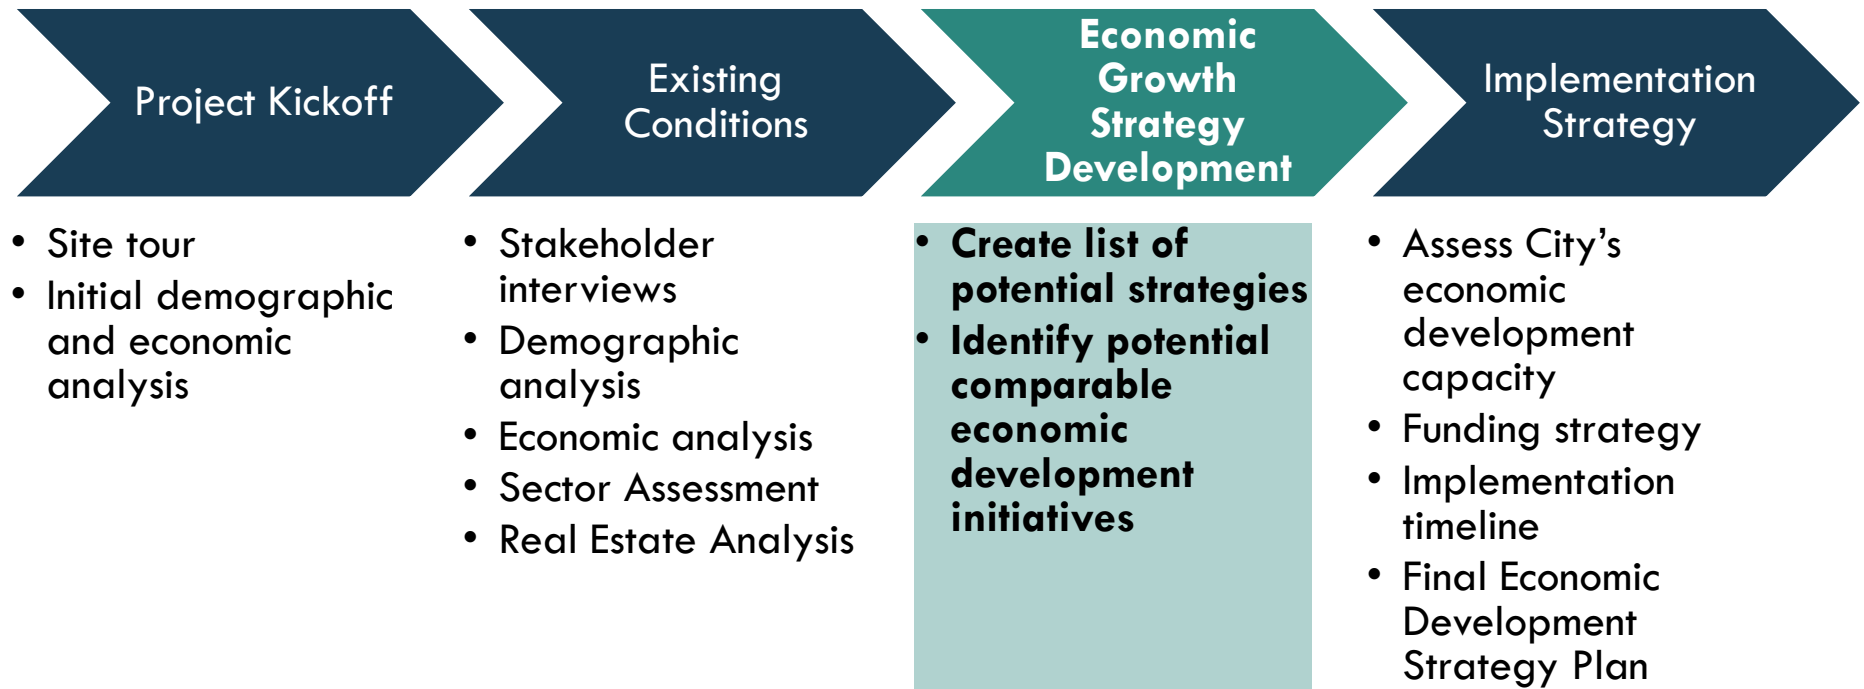 Project Kickoff
Existing
Conditions
Economic
Growth
Strategy
Development
Implementation
Strategy
• Site tour
• Initial demographic
and economic
analysis
• Stakeholder
interviews
• Demographic
analysis
• Economic analysis
• Sector Assessment
• Real Estate Analysis
• Create list of
potential strategies
• Identify potential
comparable
economic
development
initiatives
• Assess City’s
economic
development
capacity
• Funding strategy
• Implementation
timeline
• Final Economic
Development
Strategy Plan